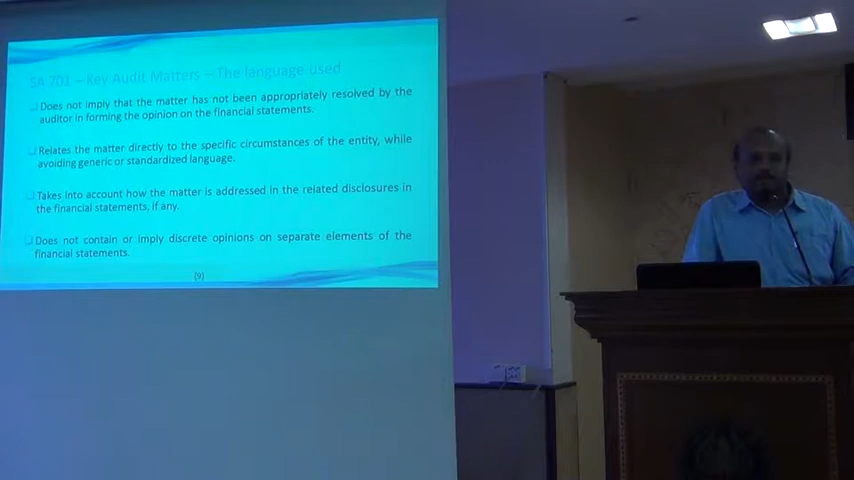 SA 701 – Key Audit Matters – The language used
Does not imply that the matter has not been appropriately resolved by the
auditor in forming the opinion on the financial statements.
Relates the matter directly to the specific circumstances of the entity, while
avoiding generic or standardized language.
Takes into account how the matter is addressed in the related disclosures in
the financial statements, if any.
Does not contain or imply discrete opinions on separate elements of the
financial statements.
(9)